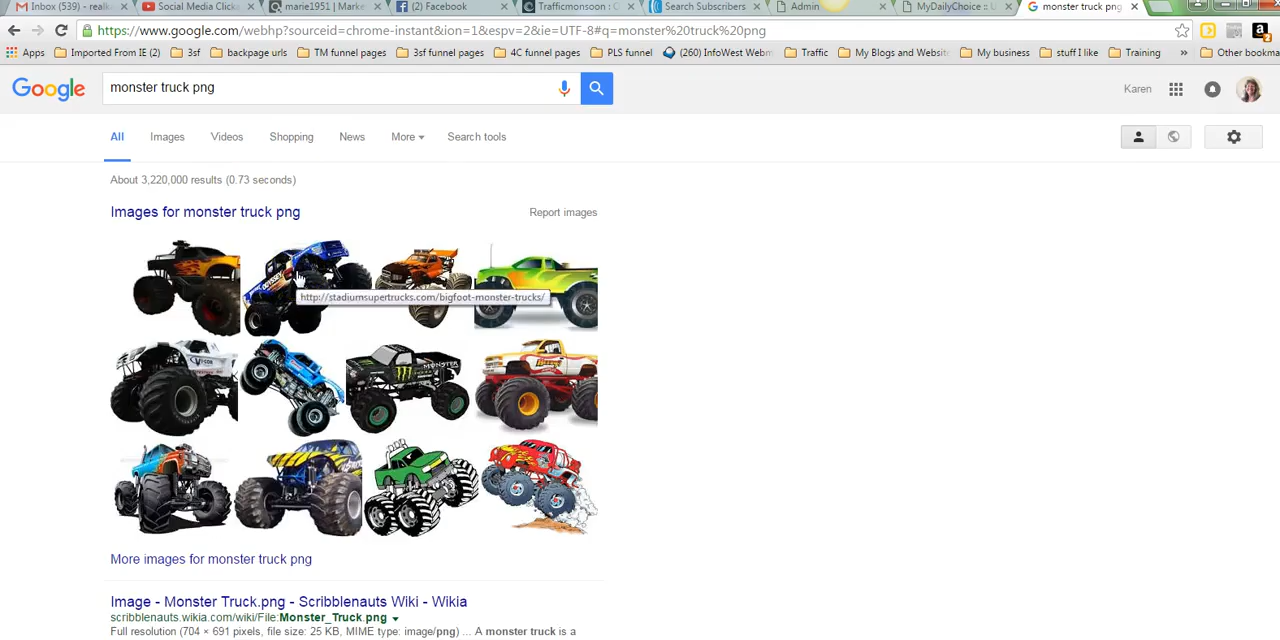 Inbox (539) - realka
Social Media Clicks
marie1951 | Marke
(2) Facebook
Trafficmonsoon : O
Search Subscribers
Admin
MyDailyChoice ::
monster truck png
https://www.google.com/webhp?sourceid=chrome-instant&ion=1&espv=2&ie=UTF-8#q=monster%20truck%20png
Apps Imported From IE (2) 3sf backpage urls TM funnel pages 3sf funnel pages 4C funnel pages PLS funnel (260) InfoWest Webma Traffic My Blogs and Website My business stuff I like Training » Other bookma
Google
monster truck png
Karen
All Images Videos Shopping News More Search tools
About 3,220,000 results (0.73 seconds)
Images for monster truck png
Report images
http://stadiumsupertrucks.com/bigfoot-monster-trucks/
MONSTER
More images for monster truck png
Image - Monster Truck.png - Scribblenauts Wiki - Wikia
scribblenauts.wikia.com/wiki/File:Monster_Truck.png
Full resolution (704 × 691 pixels, file size: 25 KB, MIME type: image/png) ... A monster truck is a